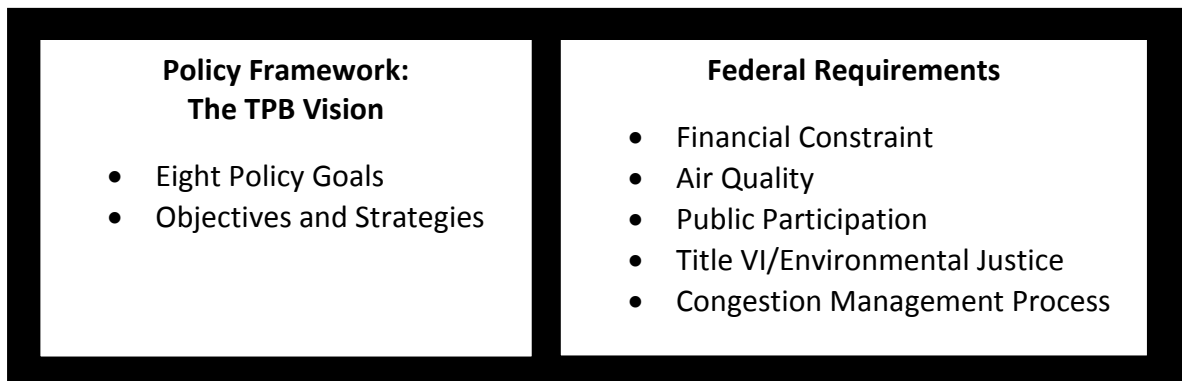 Policy Framework:
The TPB Vision
• Eight Policy Goals
• Objectives and Strategies
Federal Requirements
• Financial Constraint
• Air Quality
• Public Participation
• Title VI/Environmental Justice
• Congestion Management Process